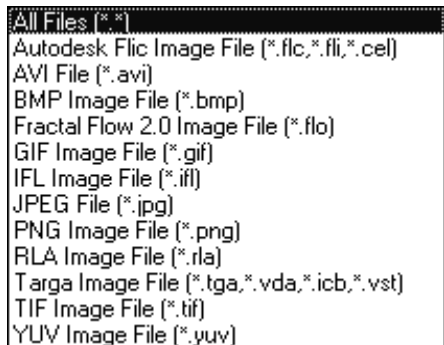 All Files (*.*)
Autodesk Flic Image File (*.flc,*.fli,*.cel)
AVI File (*.avi)
BMP Image File (*.bmp)
Fractal Flow 2.0 Image File (*.flo)
GIF Image File (*.gif)
IFL Image File (*.ifl)
JPEG File (*.jpg)
PNG Image File (*.png)
RLA Image File (*.rla)
Targa Image File (*.tga,*.vda,*.icb,*.vst)
TIF Image File (*.tif)
YUV Image File (*.yuv)